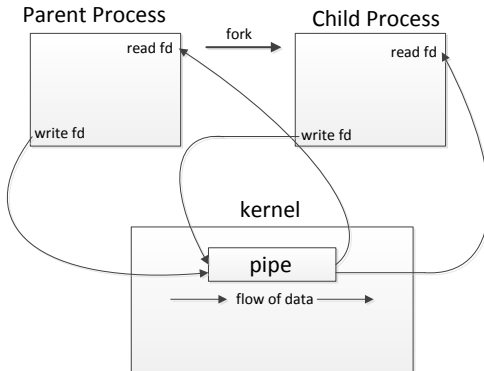 Parent Process
Child Process
fork
read fd
read fd
write fd
write fd
kernel
pipe
flow of data